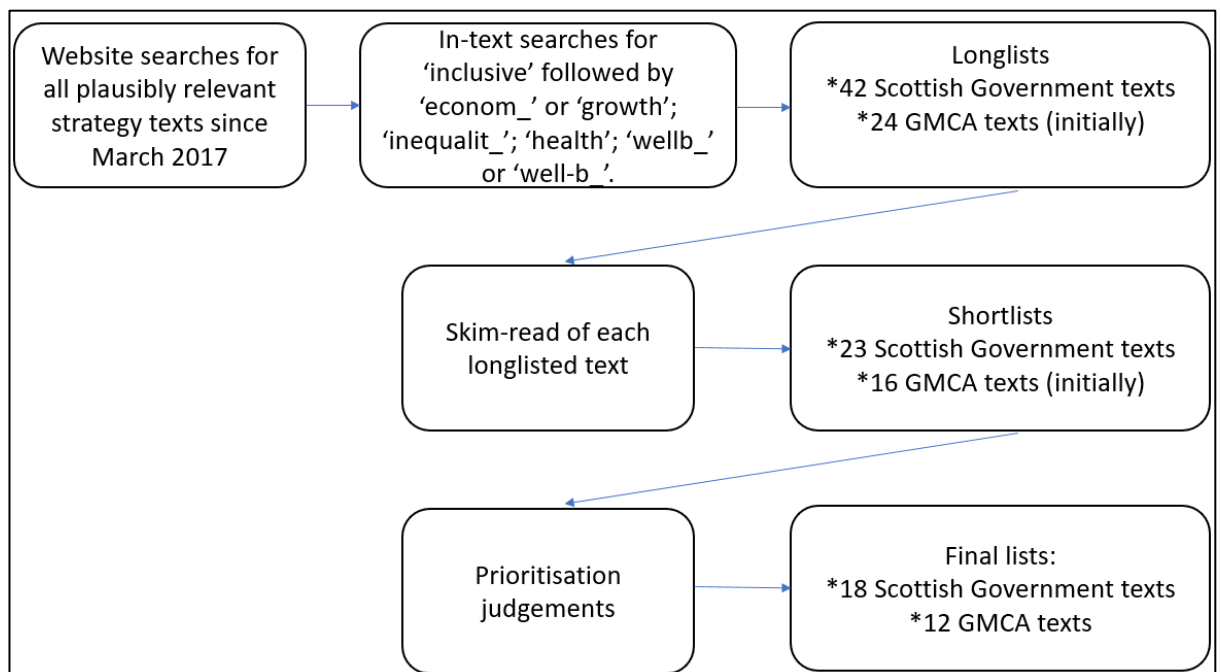 Website searches for
all plausibly relevant
strategy texts since
March 2017
In-text searches for
‘inclusive’ followed by
‘econom_’ or ‘growth’;
‘inequalit_’; ‘health’; ‘wellb_’
or ‘well-b_’.
Longlists
*42 Scottish Government texts
*24 GMCA texts (initially)
Skim-read of each
longlisted text
Shortlists
*23 Scottish Government texts
*16 GMCA texts (initially)
Prioritisation
judgements
Final lists:
*18 Scottish Government texts
*12 GMCA texts